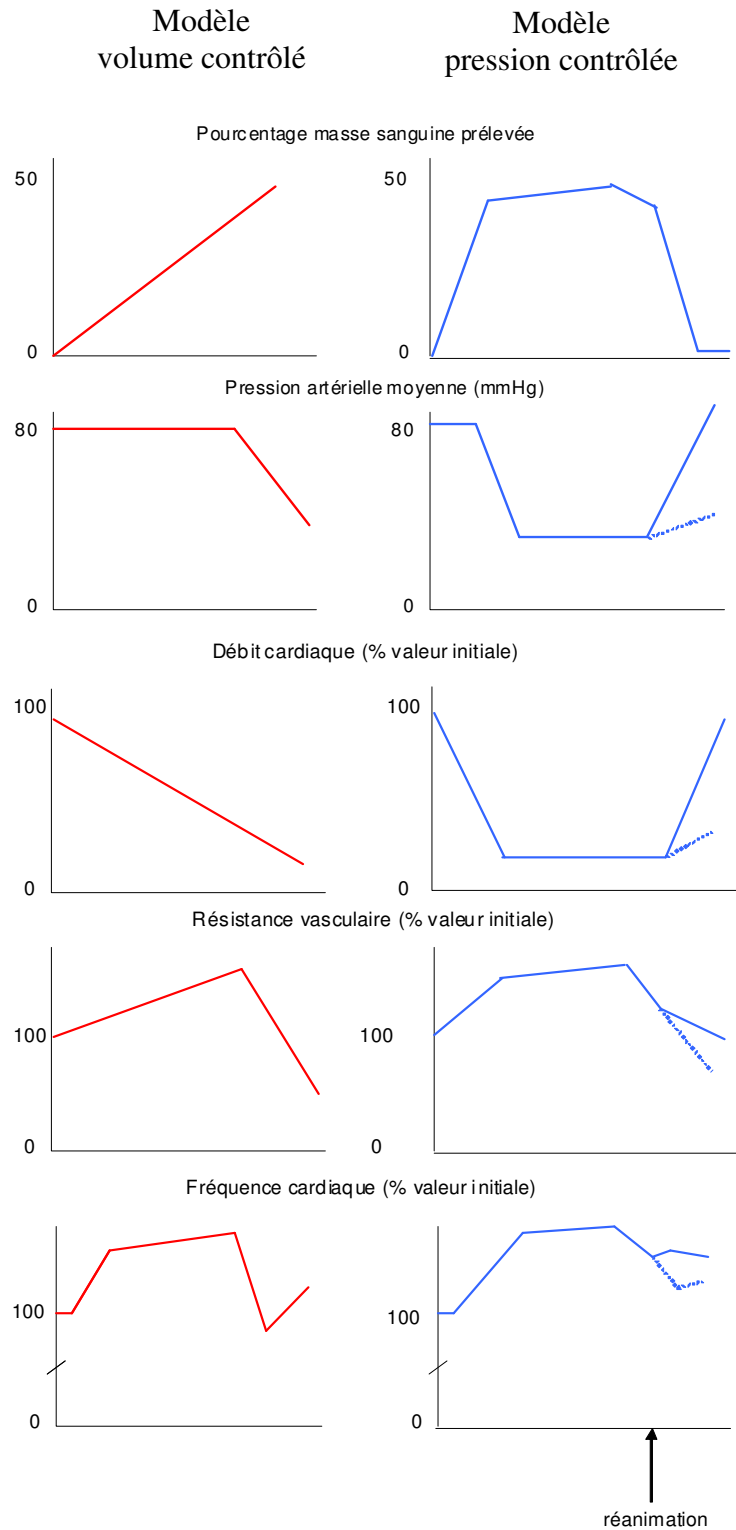 Modèle
volume contrôlé
Modèle
pression contrôlée
Pourcentage masse sanguine prélevée
50
0
50
0
Pression artérielle moyenne (mmHg)
80
0
80
0
Débit cardiaque (% valeur initiale)
100
0
100
0
Résistance vasculaire (% valeur initiale)
100
0
100
0
Fréquence cardiaque (% valeur initiale)
100
0
100
0
réanimation